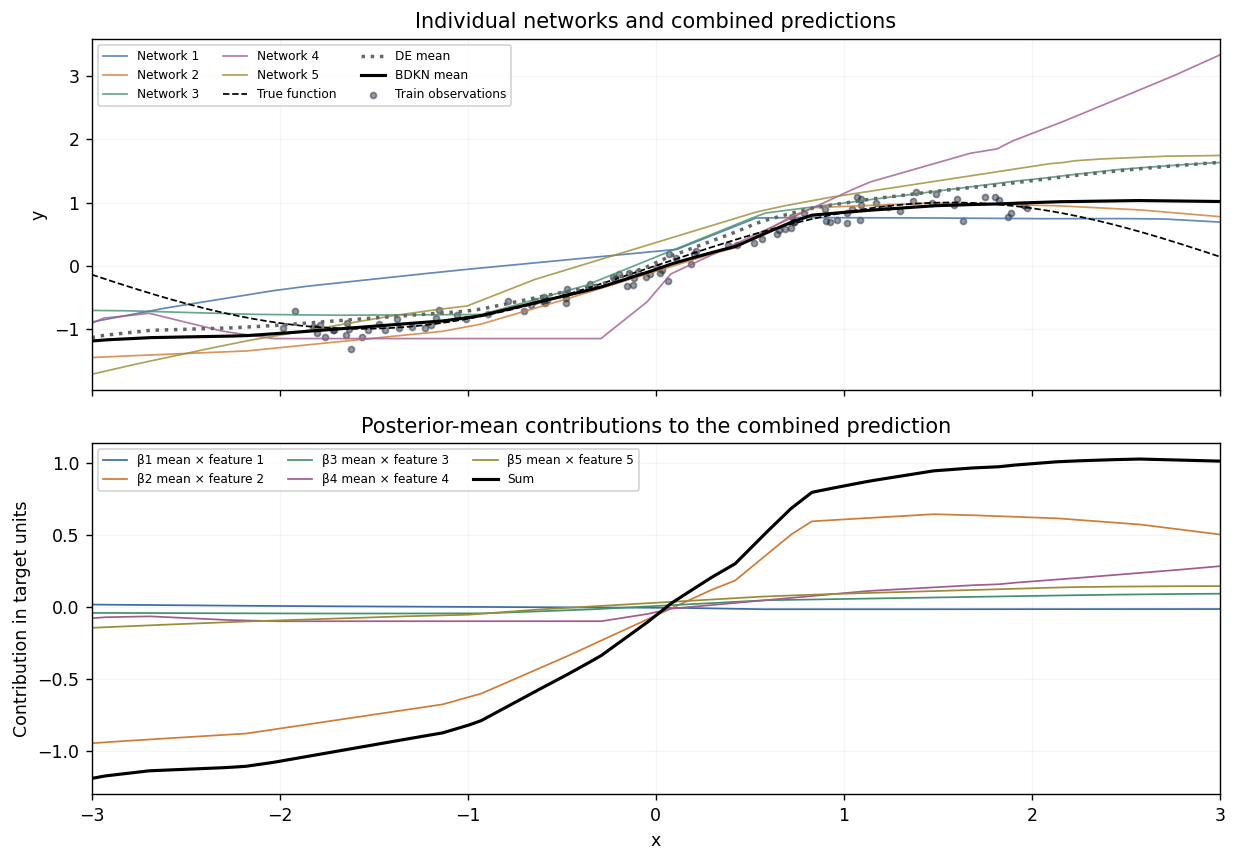 Individual networks and combined predictions
Network 1
Network 2
Network 3
Network 4
Network 5
True function
DE mean
BDKN mean
Train observations
y
3
2
1
0
−1
Posterior-mean contributions to the combined prediction
β1 mean × feature 1
β2 mean × feature 2
β3 mean × feature 3
β4 mean × feature 4
β5 mean × feature 5
Sum
Contribution in target units
1.0
0.5
0.0
−0.5
−1.0
−3 −2 −1 0 1 2 3
x